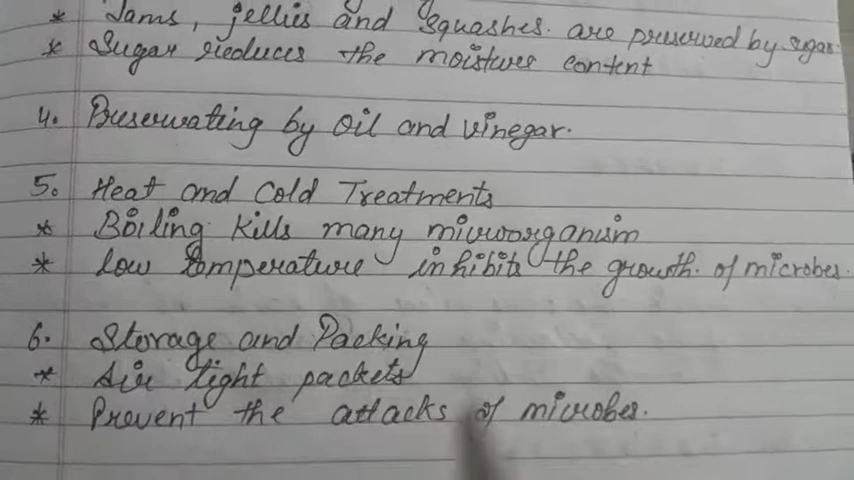 * Jams, jellies and Squashes. are preserved by sugar.
* Sugar reduces the moisture content
4. Preservating by Oil and vinegar.
5. Heat and Cold Treatments
* Boiling kills many microorganism
* low temperature inhibits the growth. of microbes.
6. Storage and Packing
* Air tight packets
* Prevent the attacks of microbes.